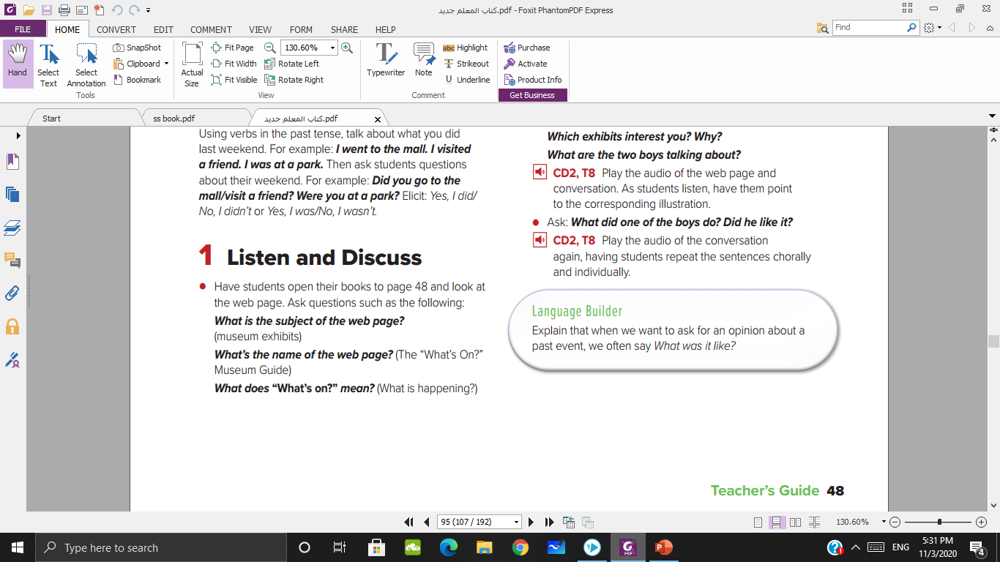 كتاب المعلم جديد.pdf - Foxit PhantomPDF Express
FILE
HOME
CONVERT
EDIT
COMMENT
VIEW
FORM
SHARE
HELP
Find
Hand
Select
Text
Select
Annotation
SnapShot
Clipboard
Bookmark
Tools
Actual
Size
Fit Page
Fit Width
Fit Visible
130.60%
Rotate Left
Rotate Right
View
Typewriter
Note
abc Highlight
T Strikeout
U Underline
Comment
Purchase
Activate
Product Info
Get Business
Start
ss book.pdf
كتاب المعلم جديد.pdf
Using verbs in the past tense, talk about what you did
last weekend. For example: I went to the mall. I visited
a friend. I was at a park. Then ask students questions
about their weekend. For example: Did you go to the
mall/visit a friend? Were you at a park? Elicit: Yes, I did/
No, I didn't or Yes, I was/No, I wasn't.
1 Listen and Discuss
• Have students open their books to page 48 and look at
the web page. Ask questions such as the following:
What is the subject of the web page?
(museum exhibits)
What's the name of the web page? (The “What's On?”
Museum Guide)
What does “What's on?” mean? (What is happening?)
Which exhibits interest you? Why?
What are the two boys talking about?
CD2, T8 Play the audio of the web page and
conversation. As students listen, have them point
to the corresponding illustration.
• Ask: What did one of the boys do? Did he like it?
CD2, T8 Play the audio of the conversation
again, having students repeat the sentences chorally
and individually.
Language Builder
Explain that when we want to ask for an opinion about a
past event, we often say What was it like?
Teacher's Guide 48
95 (107 / 192)
130.60%
Type here to search
PDF
ENG
5:31 PM
11/3/2020
4